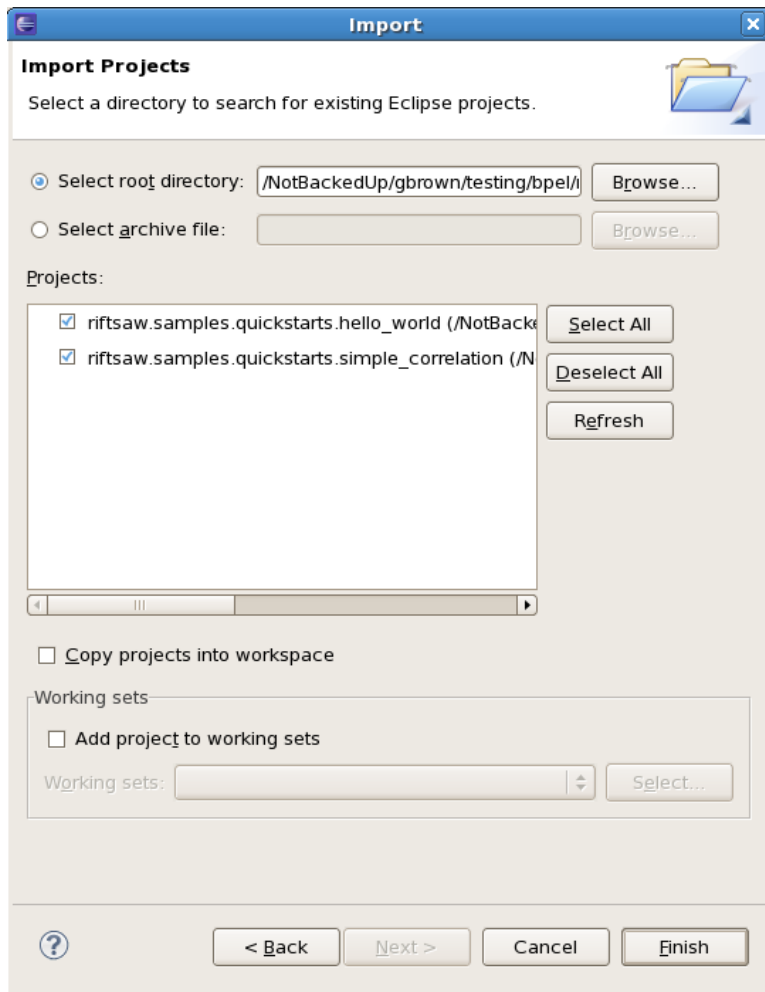 Import
Import Projects
Select a directory to search for existing Eclipse projects.
Select root directory: /NotBackedUp/gbrown/testing/bpel/ Browse...
Select archive file: Browse...
Projects:
riftsaw.samples.quickstarts.hello_world (/NotBacke Select All
riftsaw.samples.quickstarts.simple_correlation (/N Deselect All
Refresh
Copy projects into workspace
Working sets
Add project to working sets
Working sets: Select...
< Back Next > Cancel Finish